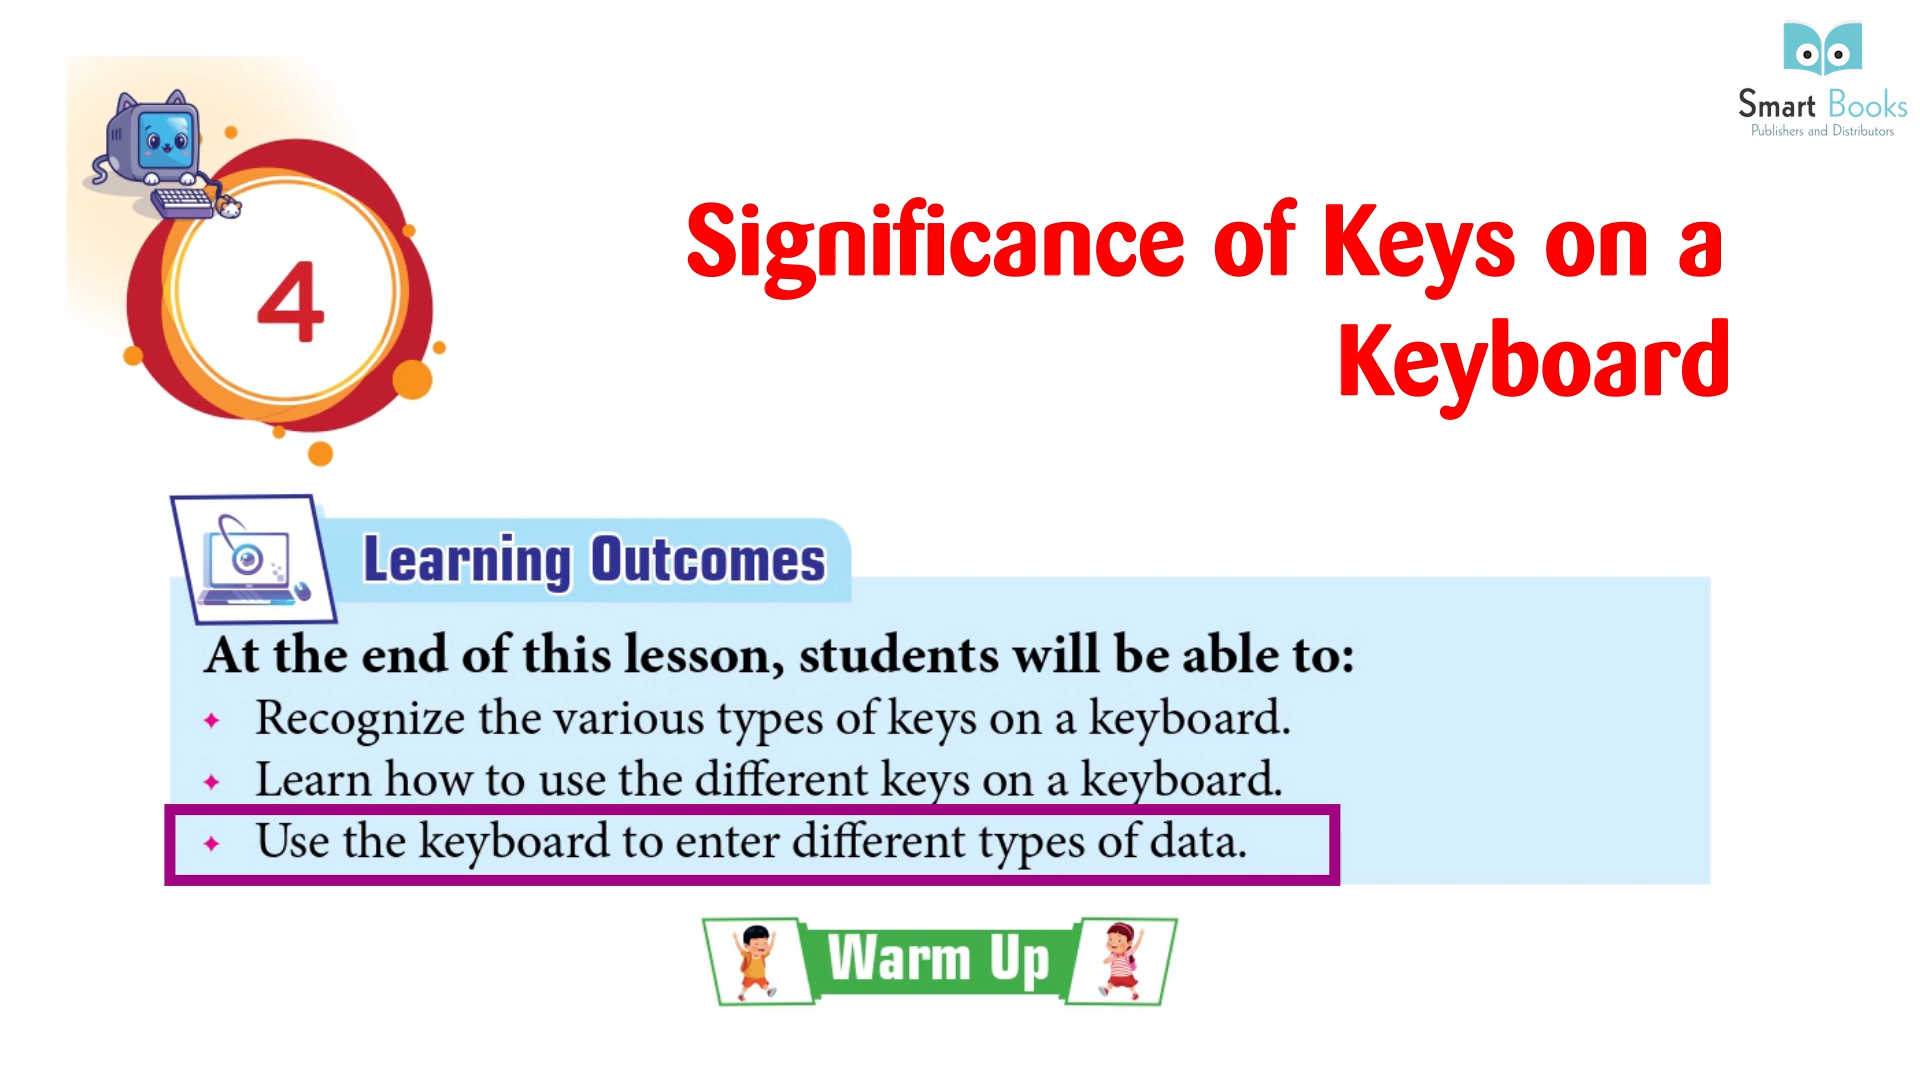 Smart Books
Publishers and Distributors
4
Significance of Keys on a
Keyboard
Learning Outcomes
At the end of this lesson, students will be able to:
✦ Recognize the various types of keys on a keyboard.
✦ Learn how to use the different keys on a keyboard.
✦ Use the keyboard to enter different types of data.
Warm Up